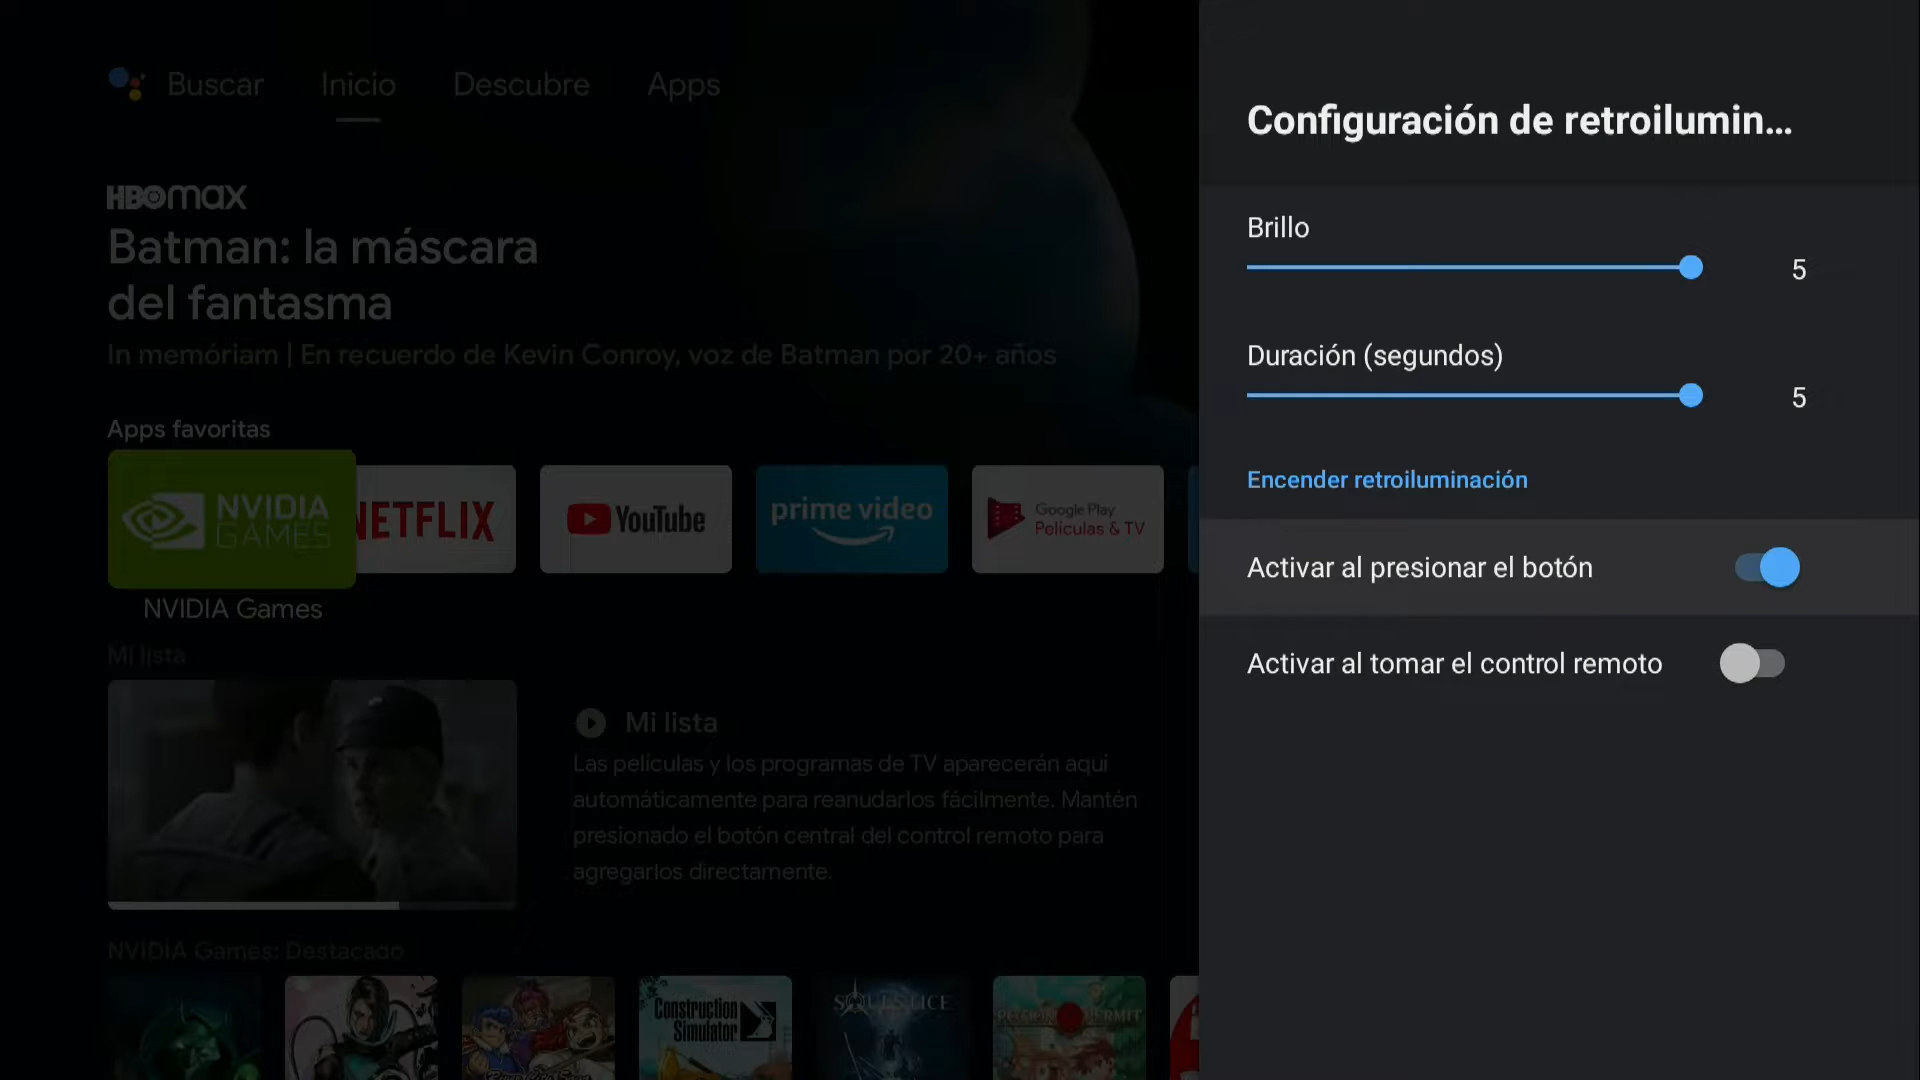 Buscar
Inicio
Descubre
Apps
HBOmax
Batman: la máscara
del fantasma
In memóriam | En recuerdo de Kevin Conroy, voz de Batman por 20+ años
Apps favoritas
NVIDIA
GAMES
NETFLIX
YouTube
prime video
Google Play
Películas & TV
NVIDIA Games
Mi lista
Mi lista
Las películas y los programas de TV aparecerán aquí
automáticamente para reanudarlos fácilmente. Mantén
presionado el botón central del control remoto para
agregarlos directamente.
NVIDIA Games: Destacado
Construction
Simulator
SOULSTICE
Configuración de retroilumin...
Brillo
5
Duración (segundos)
5
Encender retroiluminación
Activar al presionar el botón
Activar al tomar el control remoto